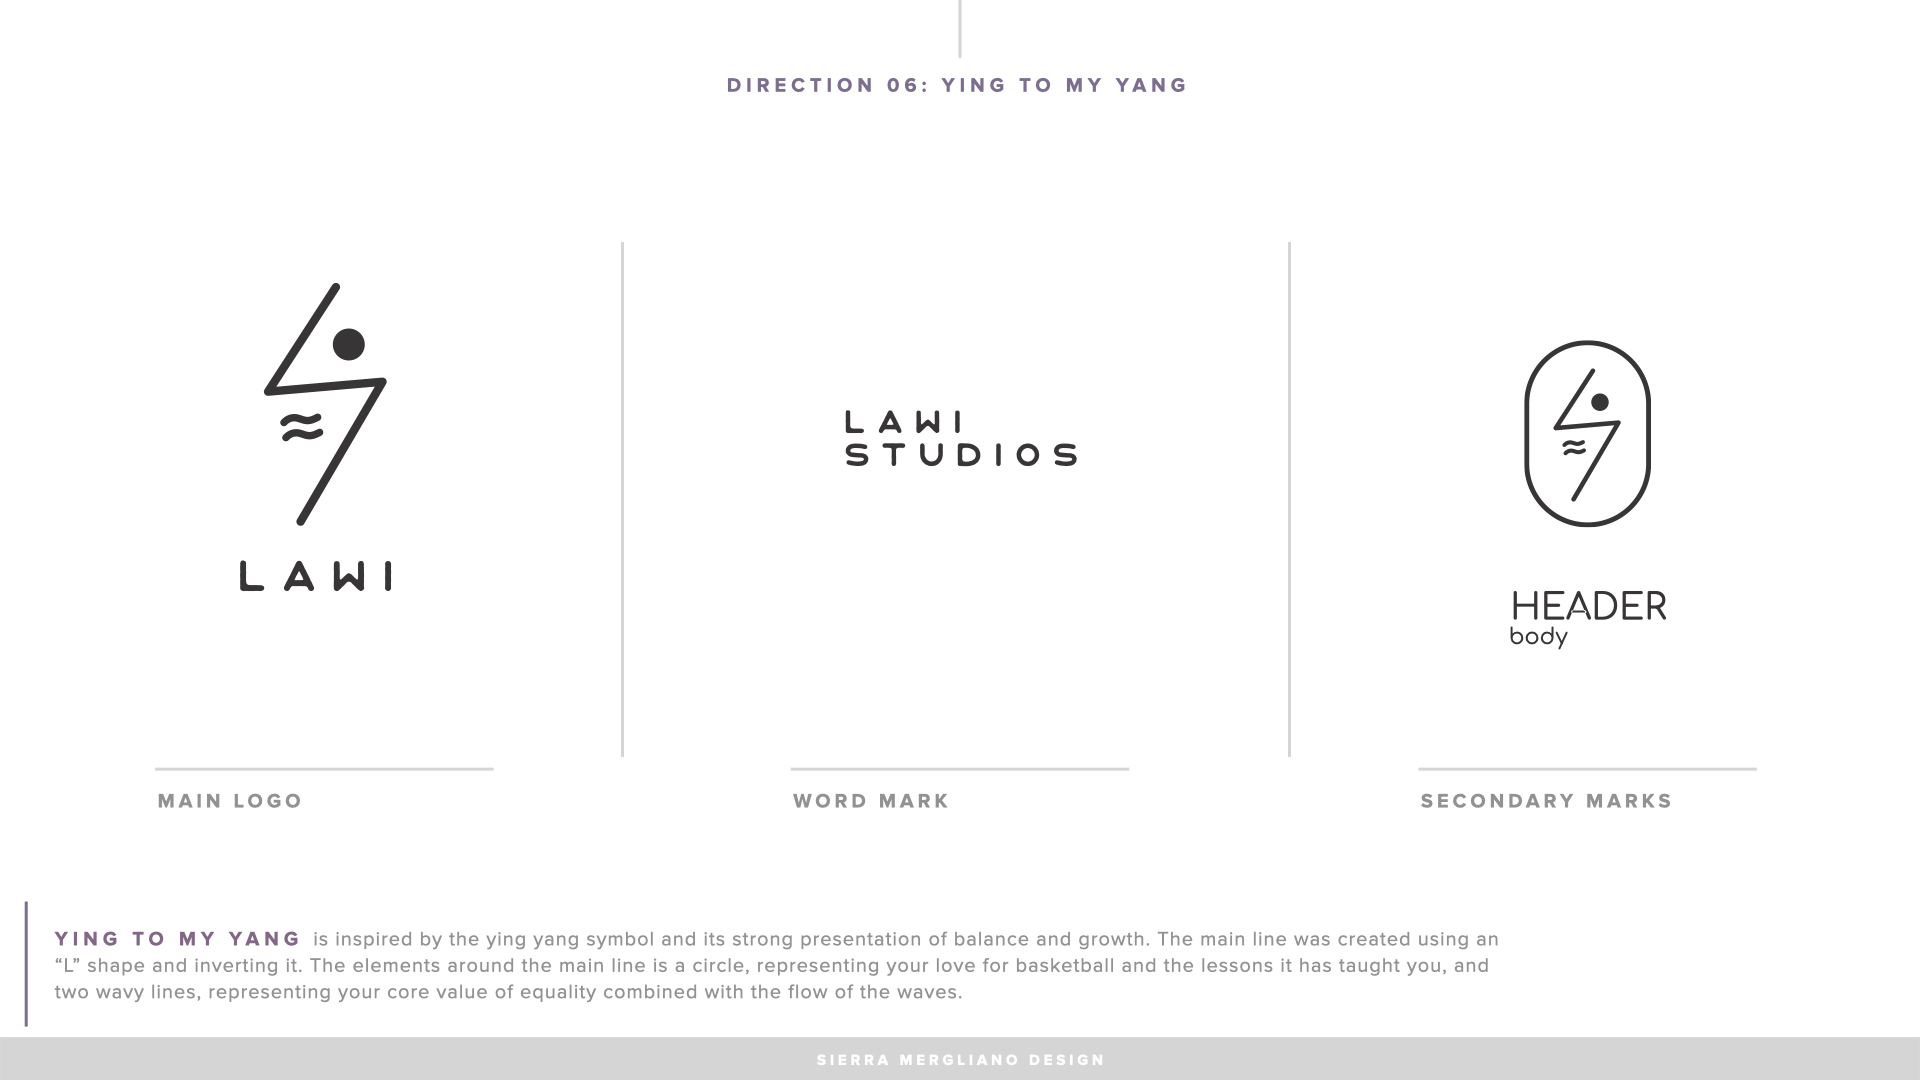 DIRECTION 06: YING TO MY YANG
LAWI
LAWI
STUDIOS
HEADER
body
MAIN LOGO
WORD MARK
SECONDARY MARKS
YING TO MY YANG is inspired by the ying yang symbol and its strong presentation of balance and growth. The main line was created using an
“L” shape and inverting it. The elements around the main line is a circle, representing your love for basketball and the lessons it has taught you, and
two wavy lines, representing your core value of equality combined with the flow of the waves.
SIERRA MERGLIANO DESIGN